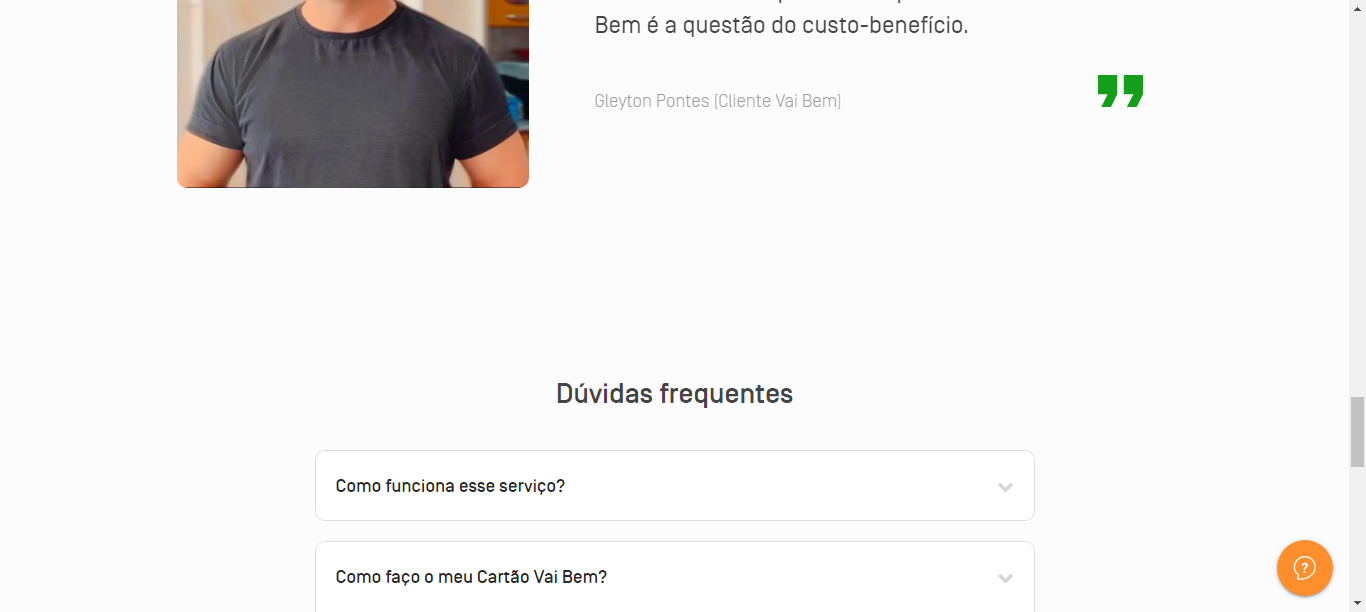 Bem é a questão do custo-benefício.
Gleyton Pontes [Cliente Vai Bem]
Dúvidas frequentes
Como funciona esse serviço?
Como faço o meu Cartão Vai Bem?